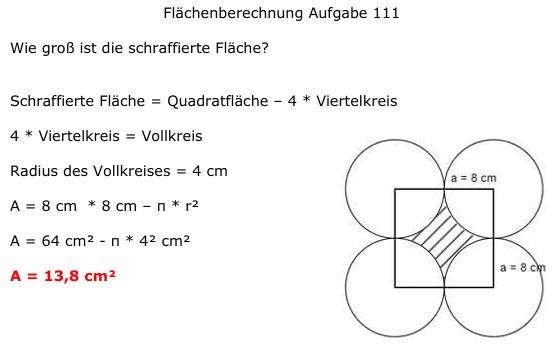 Flächenberechnung Aufgabe 111
Wie groß ist die schraffierte Fläche?
Schraffierte Fläche = Quadratfläche – 4 * Viertelkreis
4 * Viertelkreis = Vollkreis
Radius des Vollkreises = 4 cm
A = 8 cm * 8 cm – π * r²
A = 64 cm² - π * 4² cm²
A = 13,8 cm²
a = 8 cm
a = 8 cm